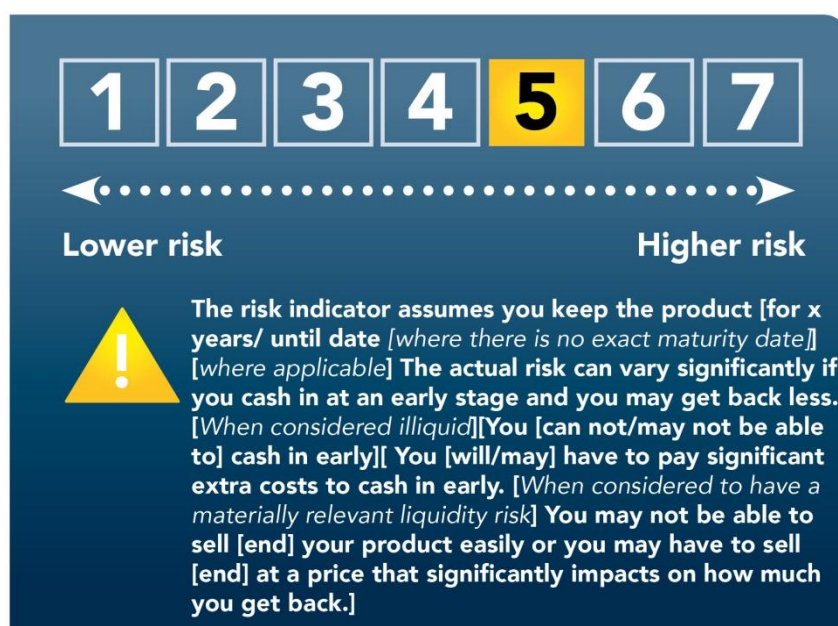 1 2 3 4 5 6 7
Lower risk Higher risk
!
The risk indicator assumes you keep the product [for x
years/ until date [where there is no exact maturity date]]
[where applicable] The actual risk can vary significantly if
you cash in at an early stage and you may get back less.
[When considered illiquid][You [can not/may not be able
to] cash in early][ You [will/may] have to pay significant
extra costs to cash in early. [When considered to have a
materially relevant liquidity risk] You may not be able to
sell [end] your product easily or you may have to sell
[end] at a price that significantly impacts on how much
you get back.]